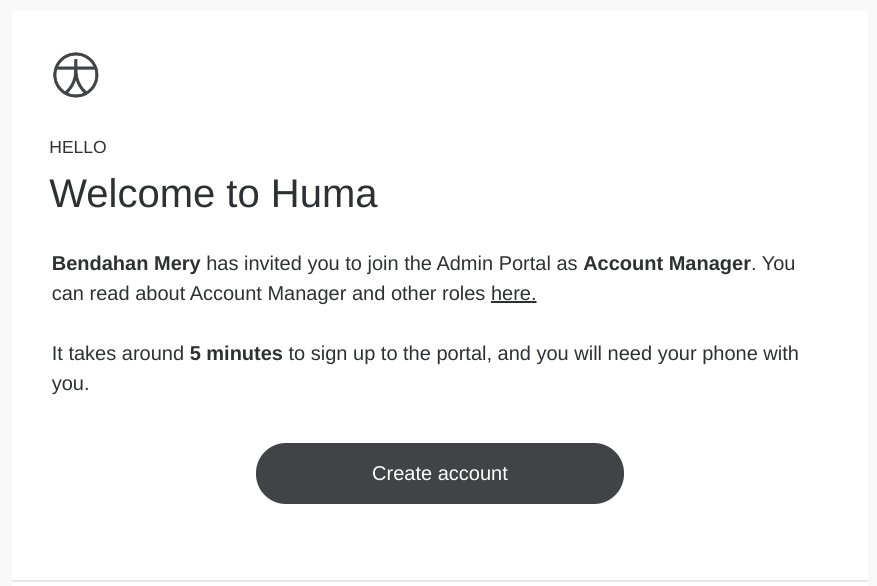 HELLO
Welcome to Huma
Bendahan Mery has invited you to join the Admin Portal as Account Manager. You
can read about Account Manager and other roles here.
It takes around 5 minutes to sign up to the portal, and you will need your phone with
you.
Create account